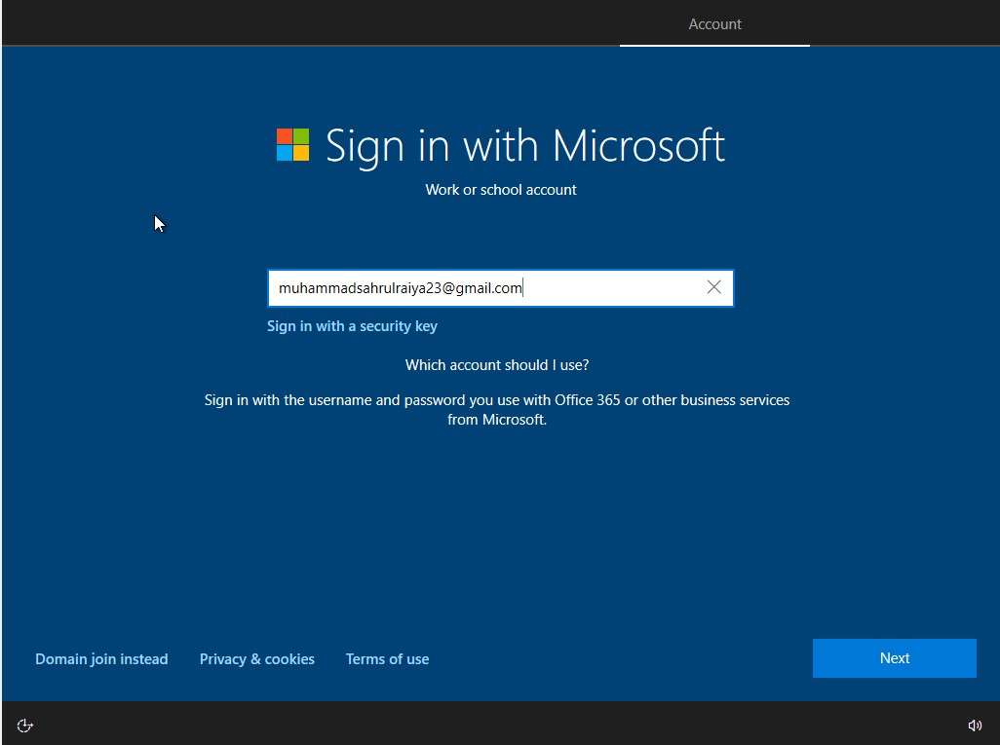 Account
Sign in with Microsoft
Work or school account
muhammadsahrulraiya23@gmail.com
Sign in with a security key
Which account should I use?
Sign in with the username and password you use with Office 365 or other business services
from Microsoft.
Domain join instead Privacy & cookies Terms of use Next